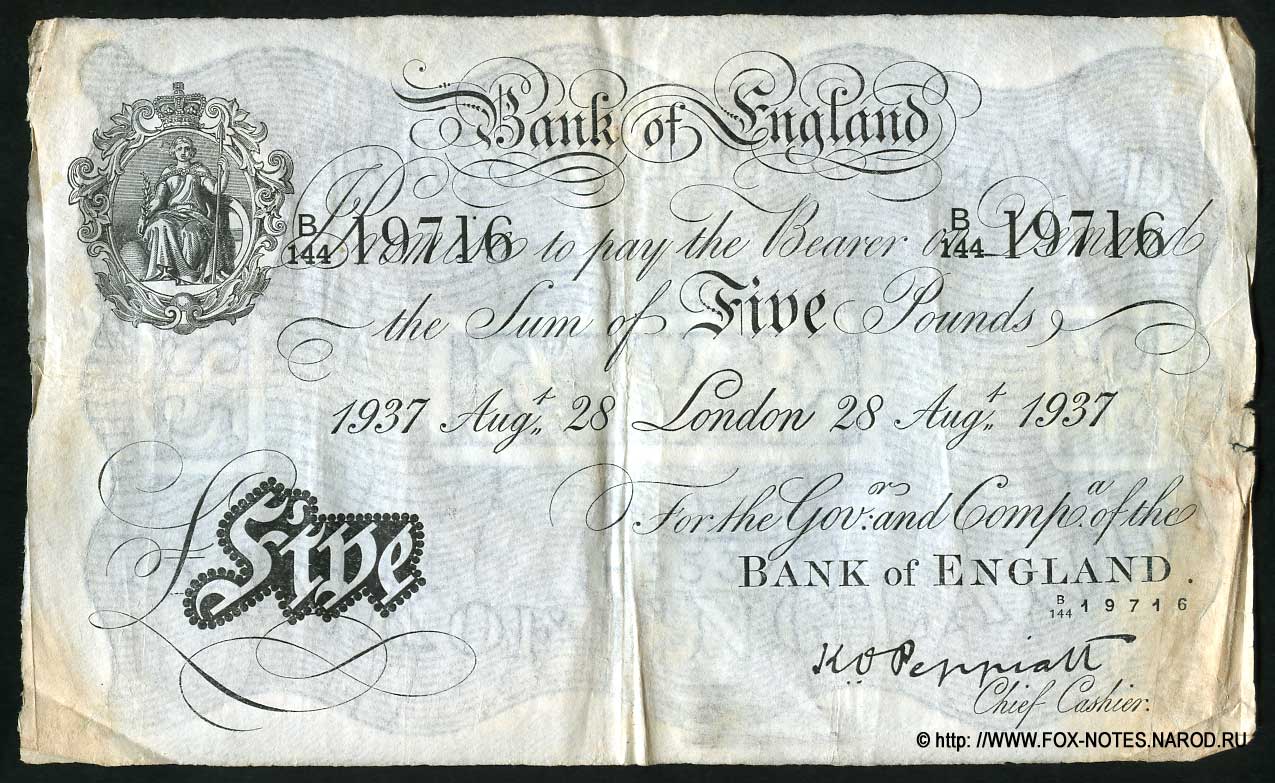 Bank of England
B/144 19716 B/144 19716
I Promise to pay the Bearer on Demand
the Sum of Five Pounds
1937 Augt. 28 London 28 Augt. 1937
For the Govr. and Compa. of the
£Five
BANK of ENGLAND.
B/144 19716
K.O Peppiatt
Chief Cashier.
© http: //WWW.FOX-NOTES.NAROD.RU